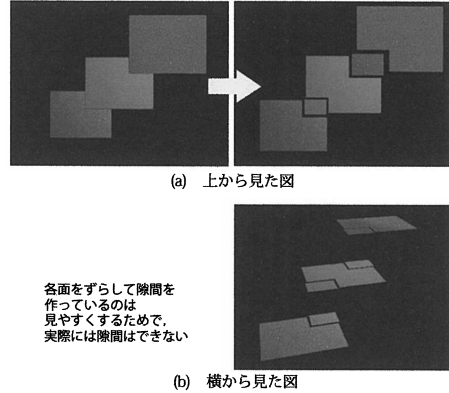 (a) 上から見た図
各面をずらして隙間を
作っているのは
見やすくするためで,
実際には隙間はできない
(b) 横から見た図